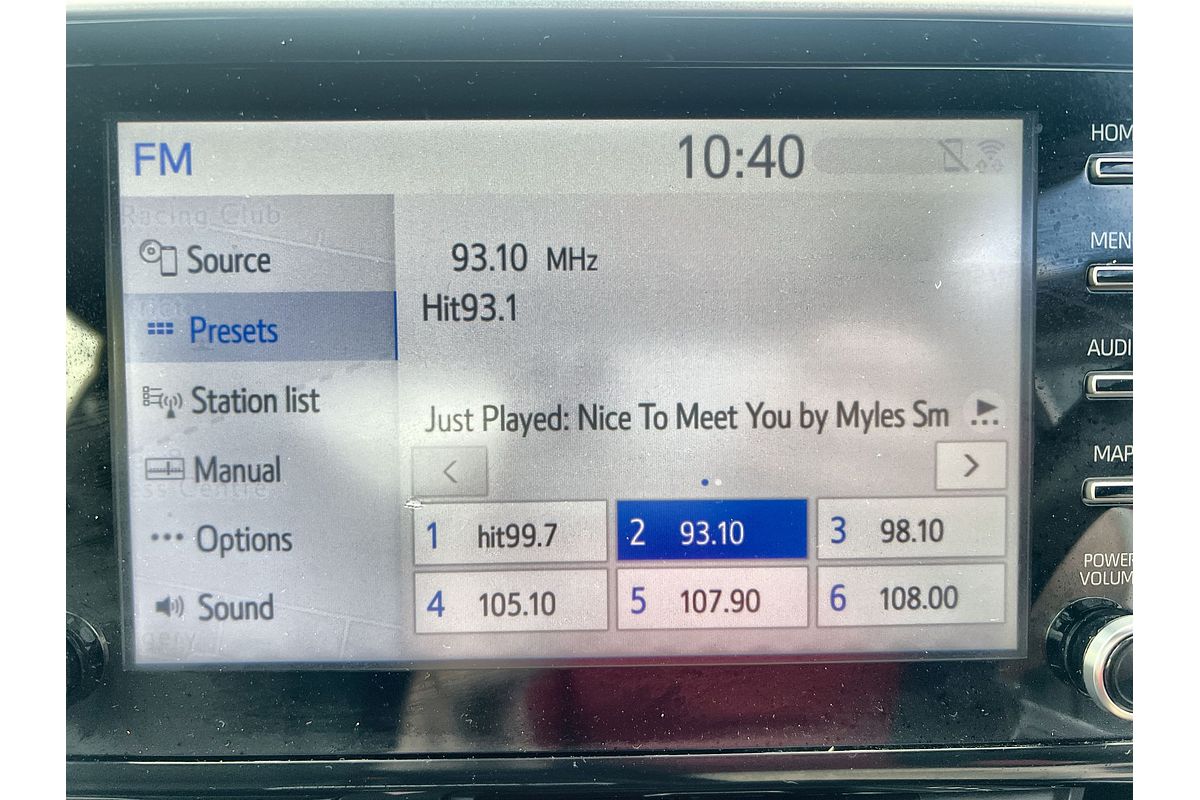 FM
10:40
Racing Club
Source
Presets
Station list
Manual
Options
Sound
93.10 MHz
Hit93.1
Just Played: Nice To Meet You by Myles Sm
1 hit99.7
2 93.10
3 98.10
4 105.10
5 107.90
6 108.00
HOM
MEN
AUDI
MAP
POWER
VOLUM